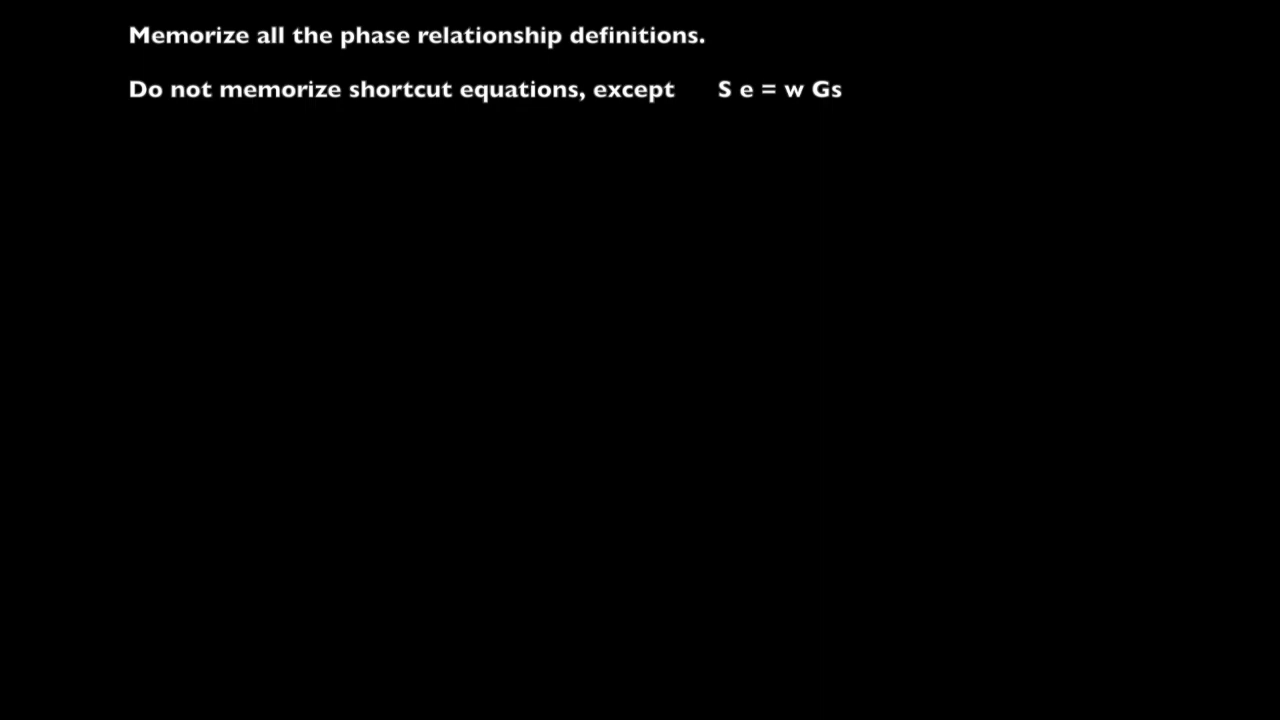 Memorize all the phase relationship definitions.
Do not memorize shortcut equations, except S e = w Gs